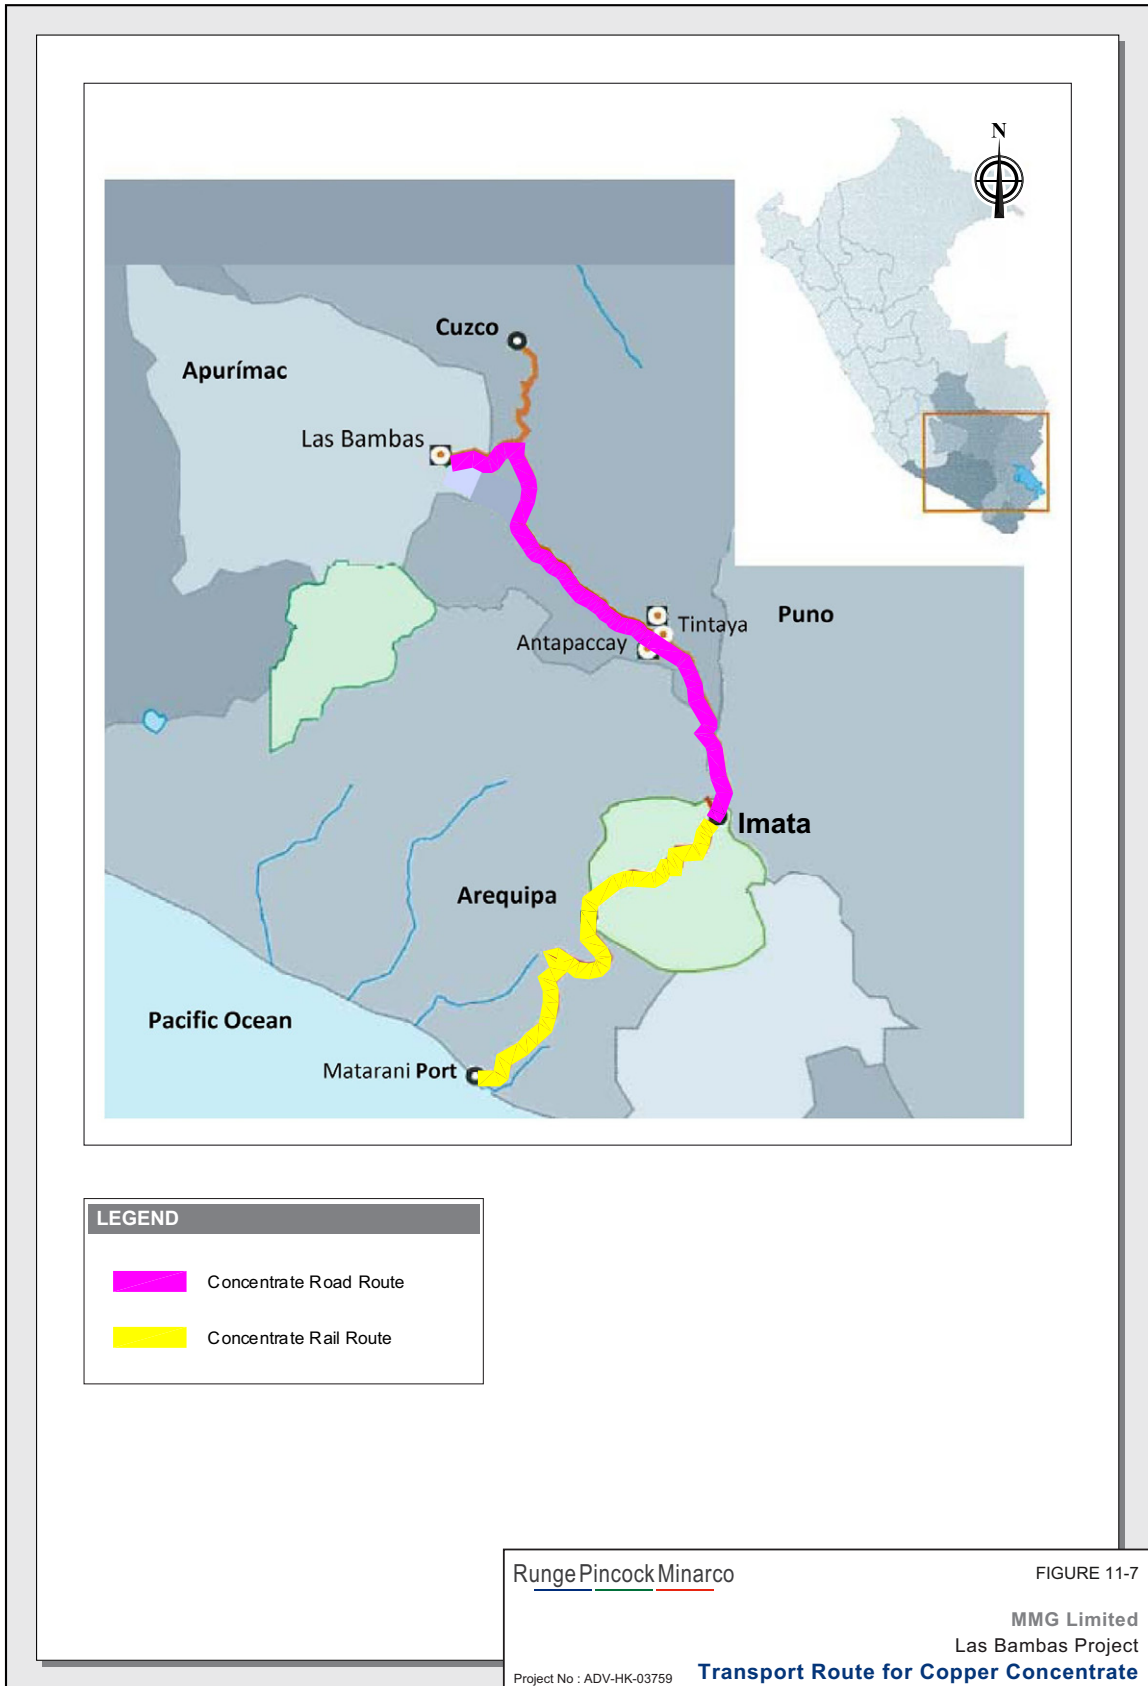 N
Cuzco
Apurímac
Las Bambas
Puno
Tintaya
Antapaccay
Imata
Arequipa
Pacific Ocean
Matarani Port
LEGEND
Concentrate Road Route
Concentrate Rail Route
RungePincockMinarco
FIGURE 11-7
MMG Limited
Las Bambas Project
Project No : ADV-HK-03759
Transport Route for Copper Concentrate